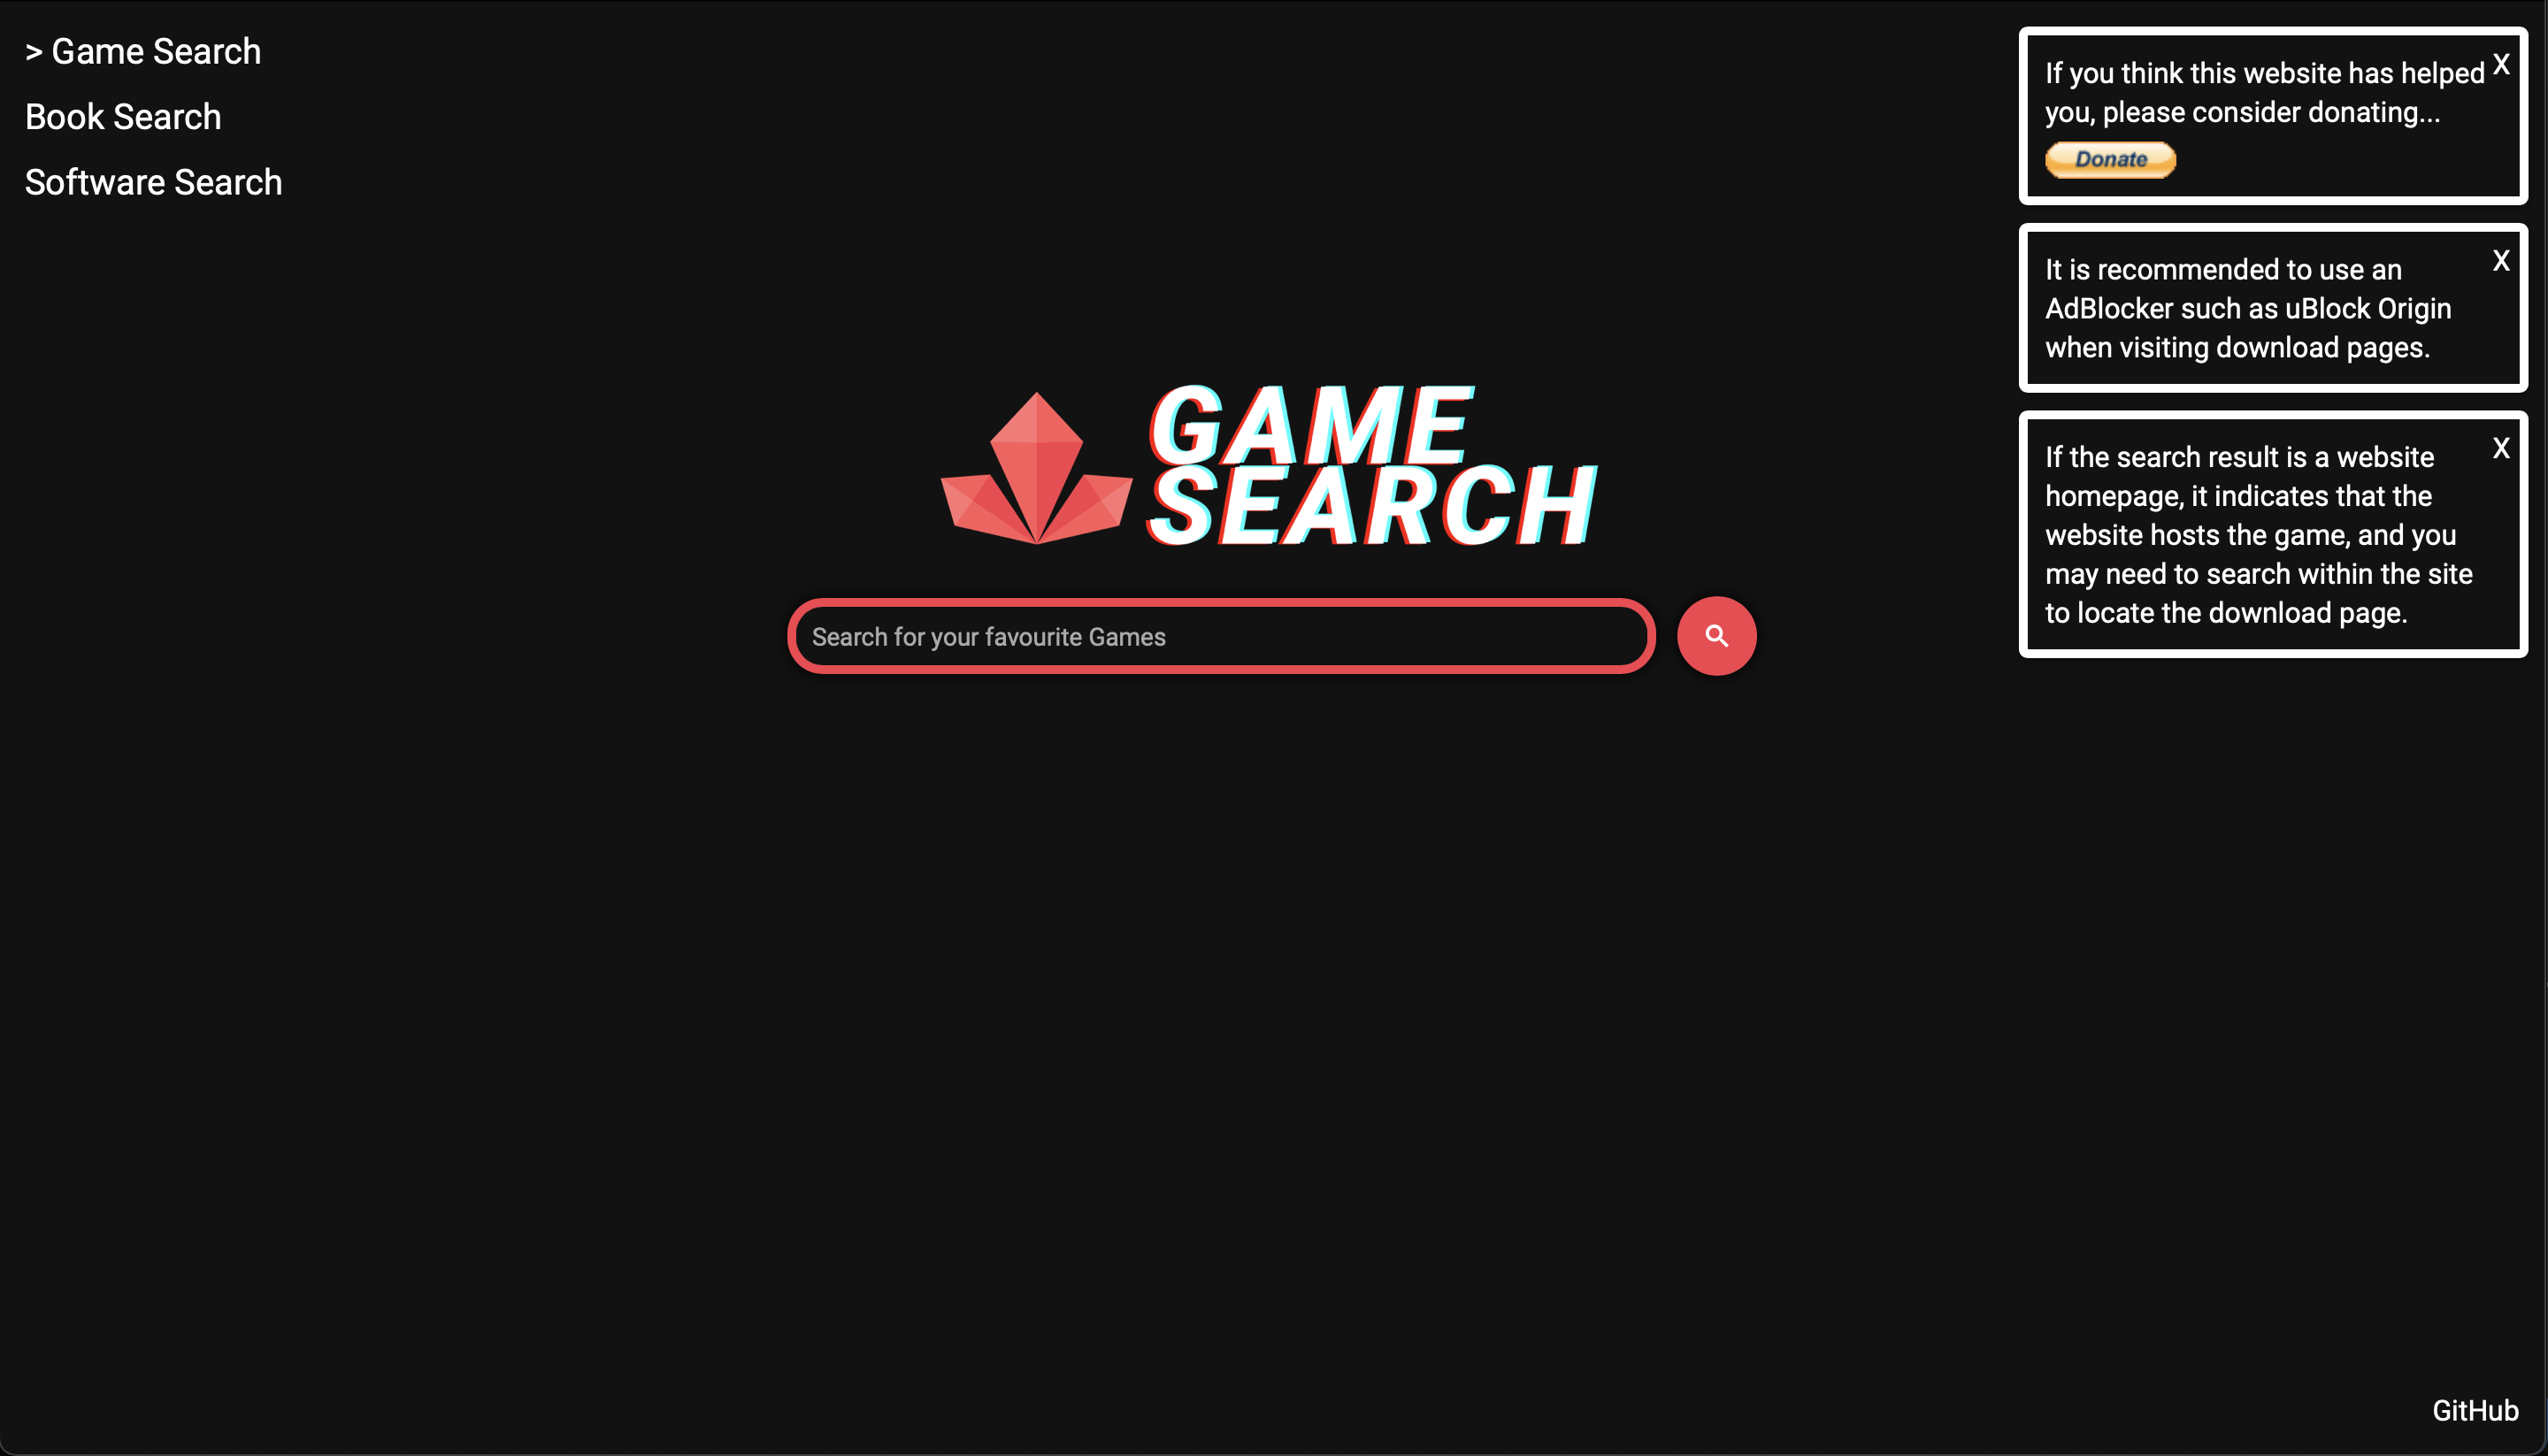 > Game Search
Book Search
Software Search
If you think this website has helped
you, please consider donating...
Donate
X
It is recommended to use an
AdBlocker such as uBlock Origin
when visiting download pages.
X
If the search result is a website
homepage, it indicates that the
website hosts the game, and you
may need to search within the site
to locate the download page.
X
GAME
SEARCH
Search for your favourite Games
GitHub